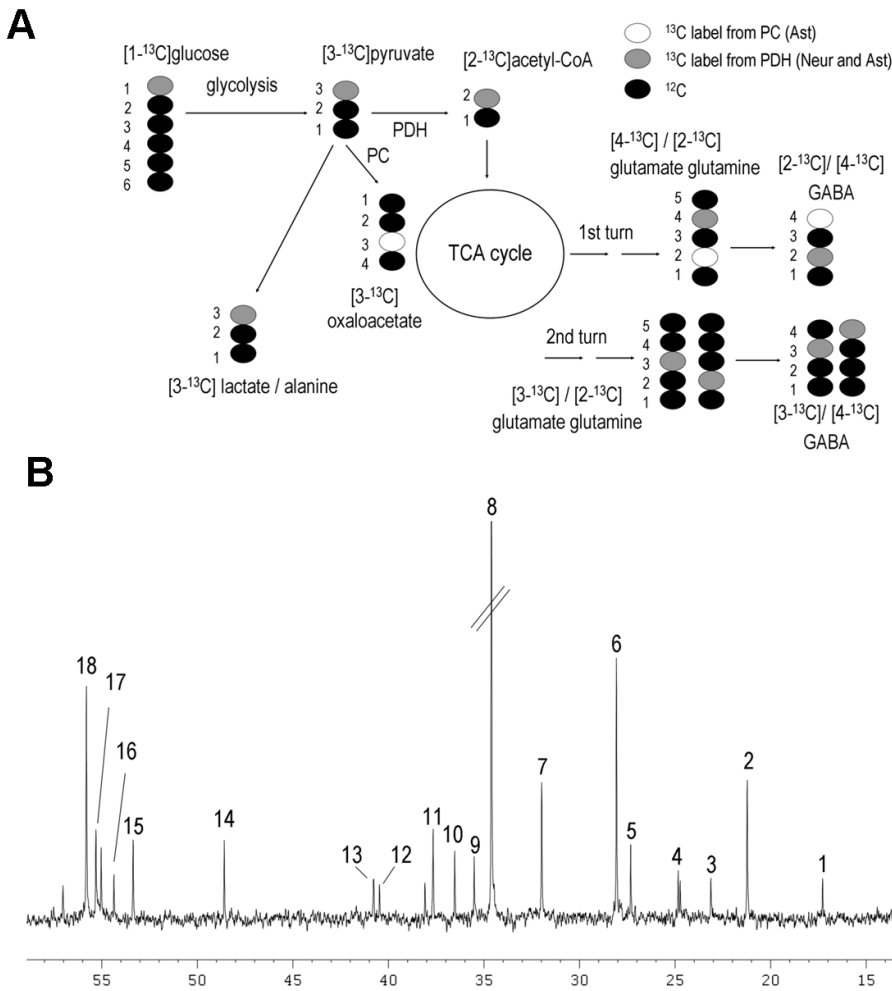 A
[1-¹³C]glucose
1
2
3
4
5
6
glycolysis
[3-¹³C]pyruvate
3
2
1
PDH
PC
[2-¹³C]acetyl-CoA
2
1
¹³C label from PC (Ast)
¹³C label from PDH (Neur and Ast)
¹²C
1
2
3
4
[3-¹³C]
oxaloacetate
TCA cycle
3
2
1
[3-¹³C] lactate / alanine
1st turn
[4-¹³C] / [2-¹³C]
glutamate glutamine
5
4
3
2
1
[2-¹³C]/ [4-¹³C]
GABA
4
3
2
1
2nd turn
[3-¹³C] / [2-¹³C]
glutamate glutamine
5
4
3
2
1
4
3
2
1
[3-¹³C]/ [4-¹³C]
GABA
B
18
17
16
15
14
13
12
11
10
9
8
7
6
5
4
3
2
1
55 50 45 40 35 30 25 20 15